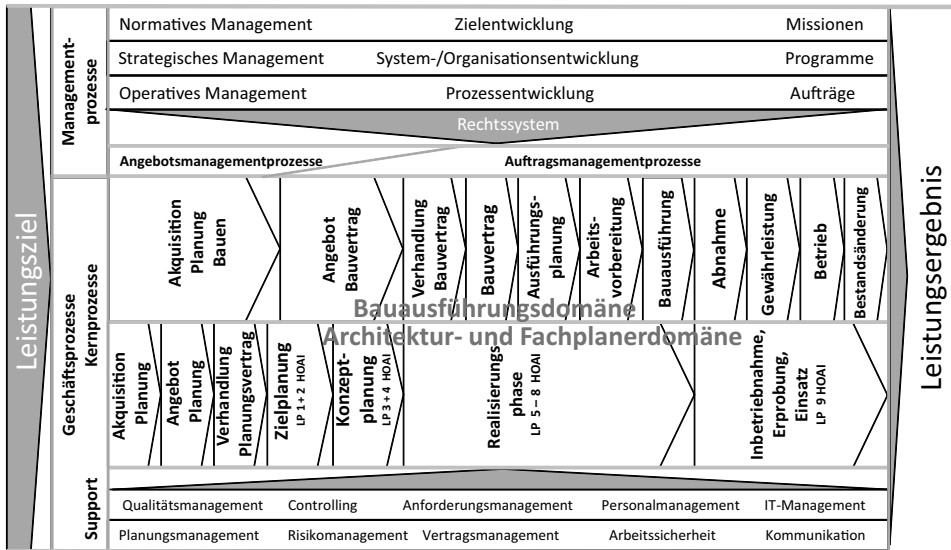 Leistungsziel
Management-
prozesse
Normatives Management Zielentwicklung Missionen
Strategisches Management System-/Organisationsentwicklung Programme
Operatives Management Prozessentwicklung Aufträge
Rechtssystem
Angebotsmanagementprozesse Auftragsmanagementprozesse
Geschäftsprozesse
Kernprozesse
Akquisition
Planung
Bauen
Angebot
Bauvertrag
Verhandlung
Bauvertrag
Bauvertrag
Ausführungs-
planung
Arbeits-
vorbereitung
Bauausführung
Abnahme
Gewährleistung
Betrieb
Bestandsänderung
Bauausführungsdomäne
Architektur- und Fachplanerdomäne
Akquisition
Planung
Angebot
Planung
Verhandlung
Planungsvertrag
Zielplanung
LP 1 + 2 HOAI
Konzept-
planung
LP 3 + 4 HOAI
Realisierungs
phase
LP 5 – 8 HOAI
Inbetriebnahme,
Erprobung,
Einsatz
LP 9 HOAI
Support
Qualitätsmanagement Controlling Anforderungsmanagement Personalmanagement IT-Management
Planungsmanagement Risikomanagement Vertragsmanagement Arbeitssicherheit Kommunikation
Leistungsergebnis